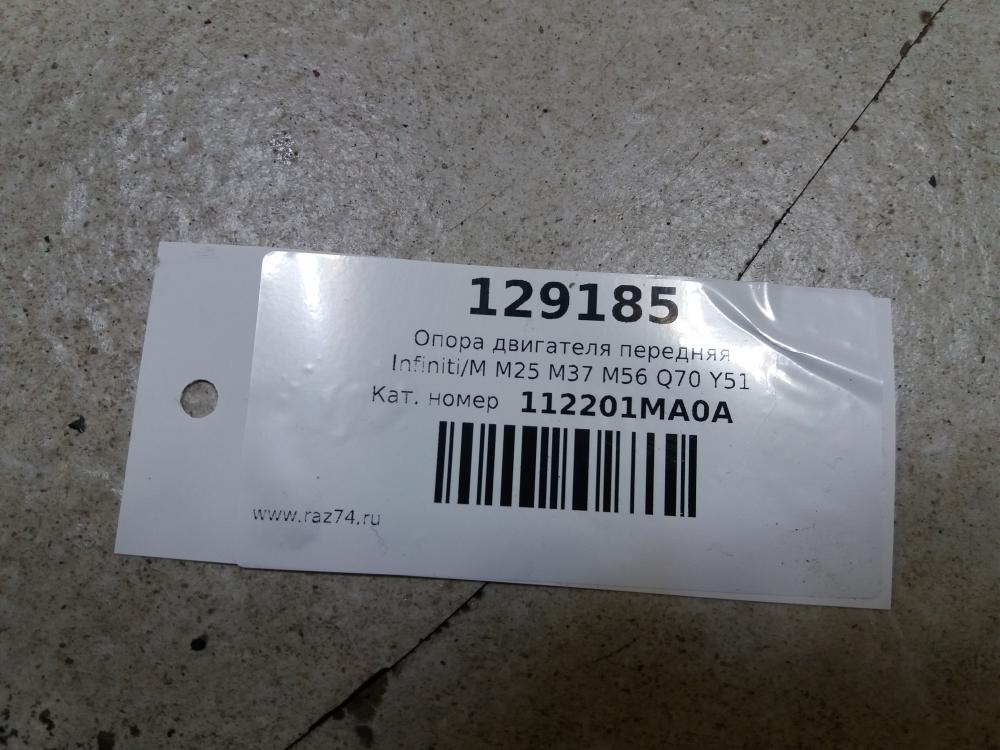 129185
Опора двигателя передняя
Infiniti/M M25 M37 M56 Q70 Y51
Кат. номер 112201MA0A
www.raz74.ru